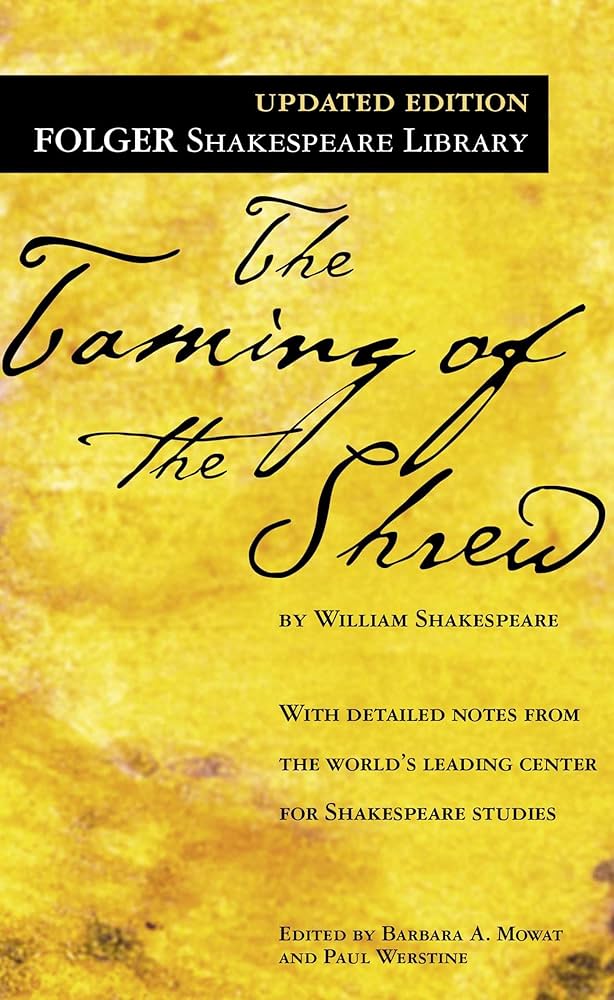 UPDATED EDITION
FOLGER SHAKESPEARE LIBRARY
The
Taming of
the Shrew
BY WILLIAM SHAKESPEARE
WITH DETAILED NOTES FROM
THE WORLD'S LEADING CENTER
FOR SHAKESPEARE STUDIES
EDITED BY BARBARA A. MOWAT
AND PAUL WERSTINE